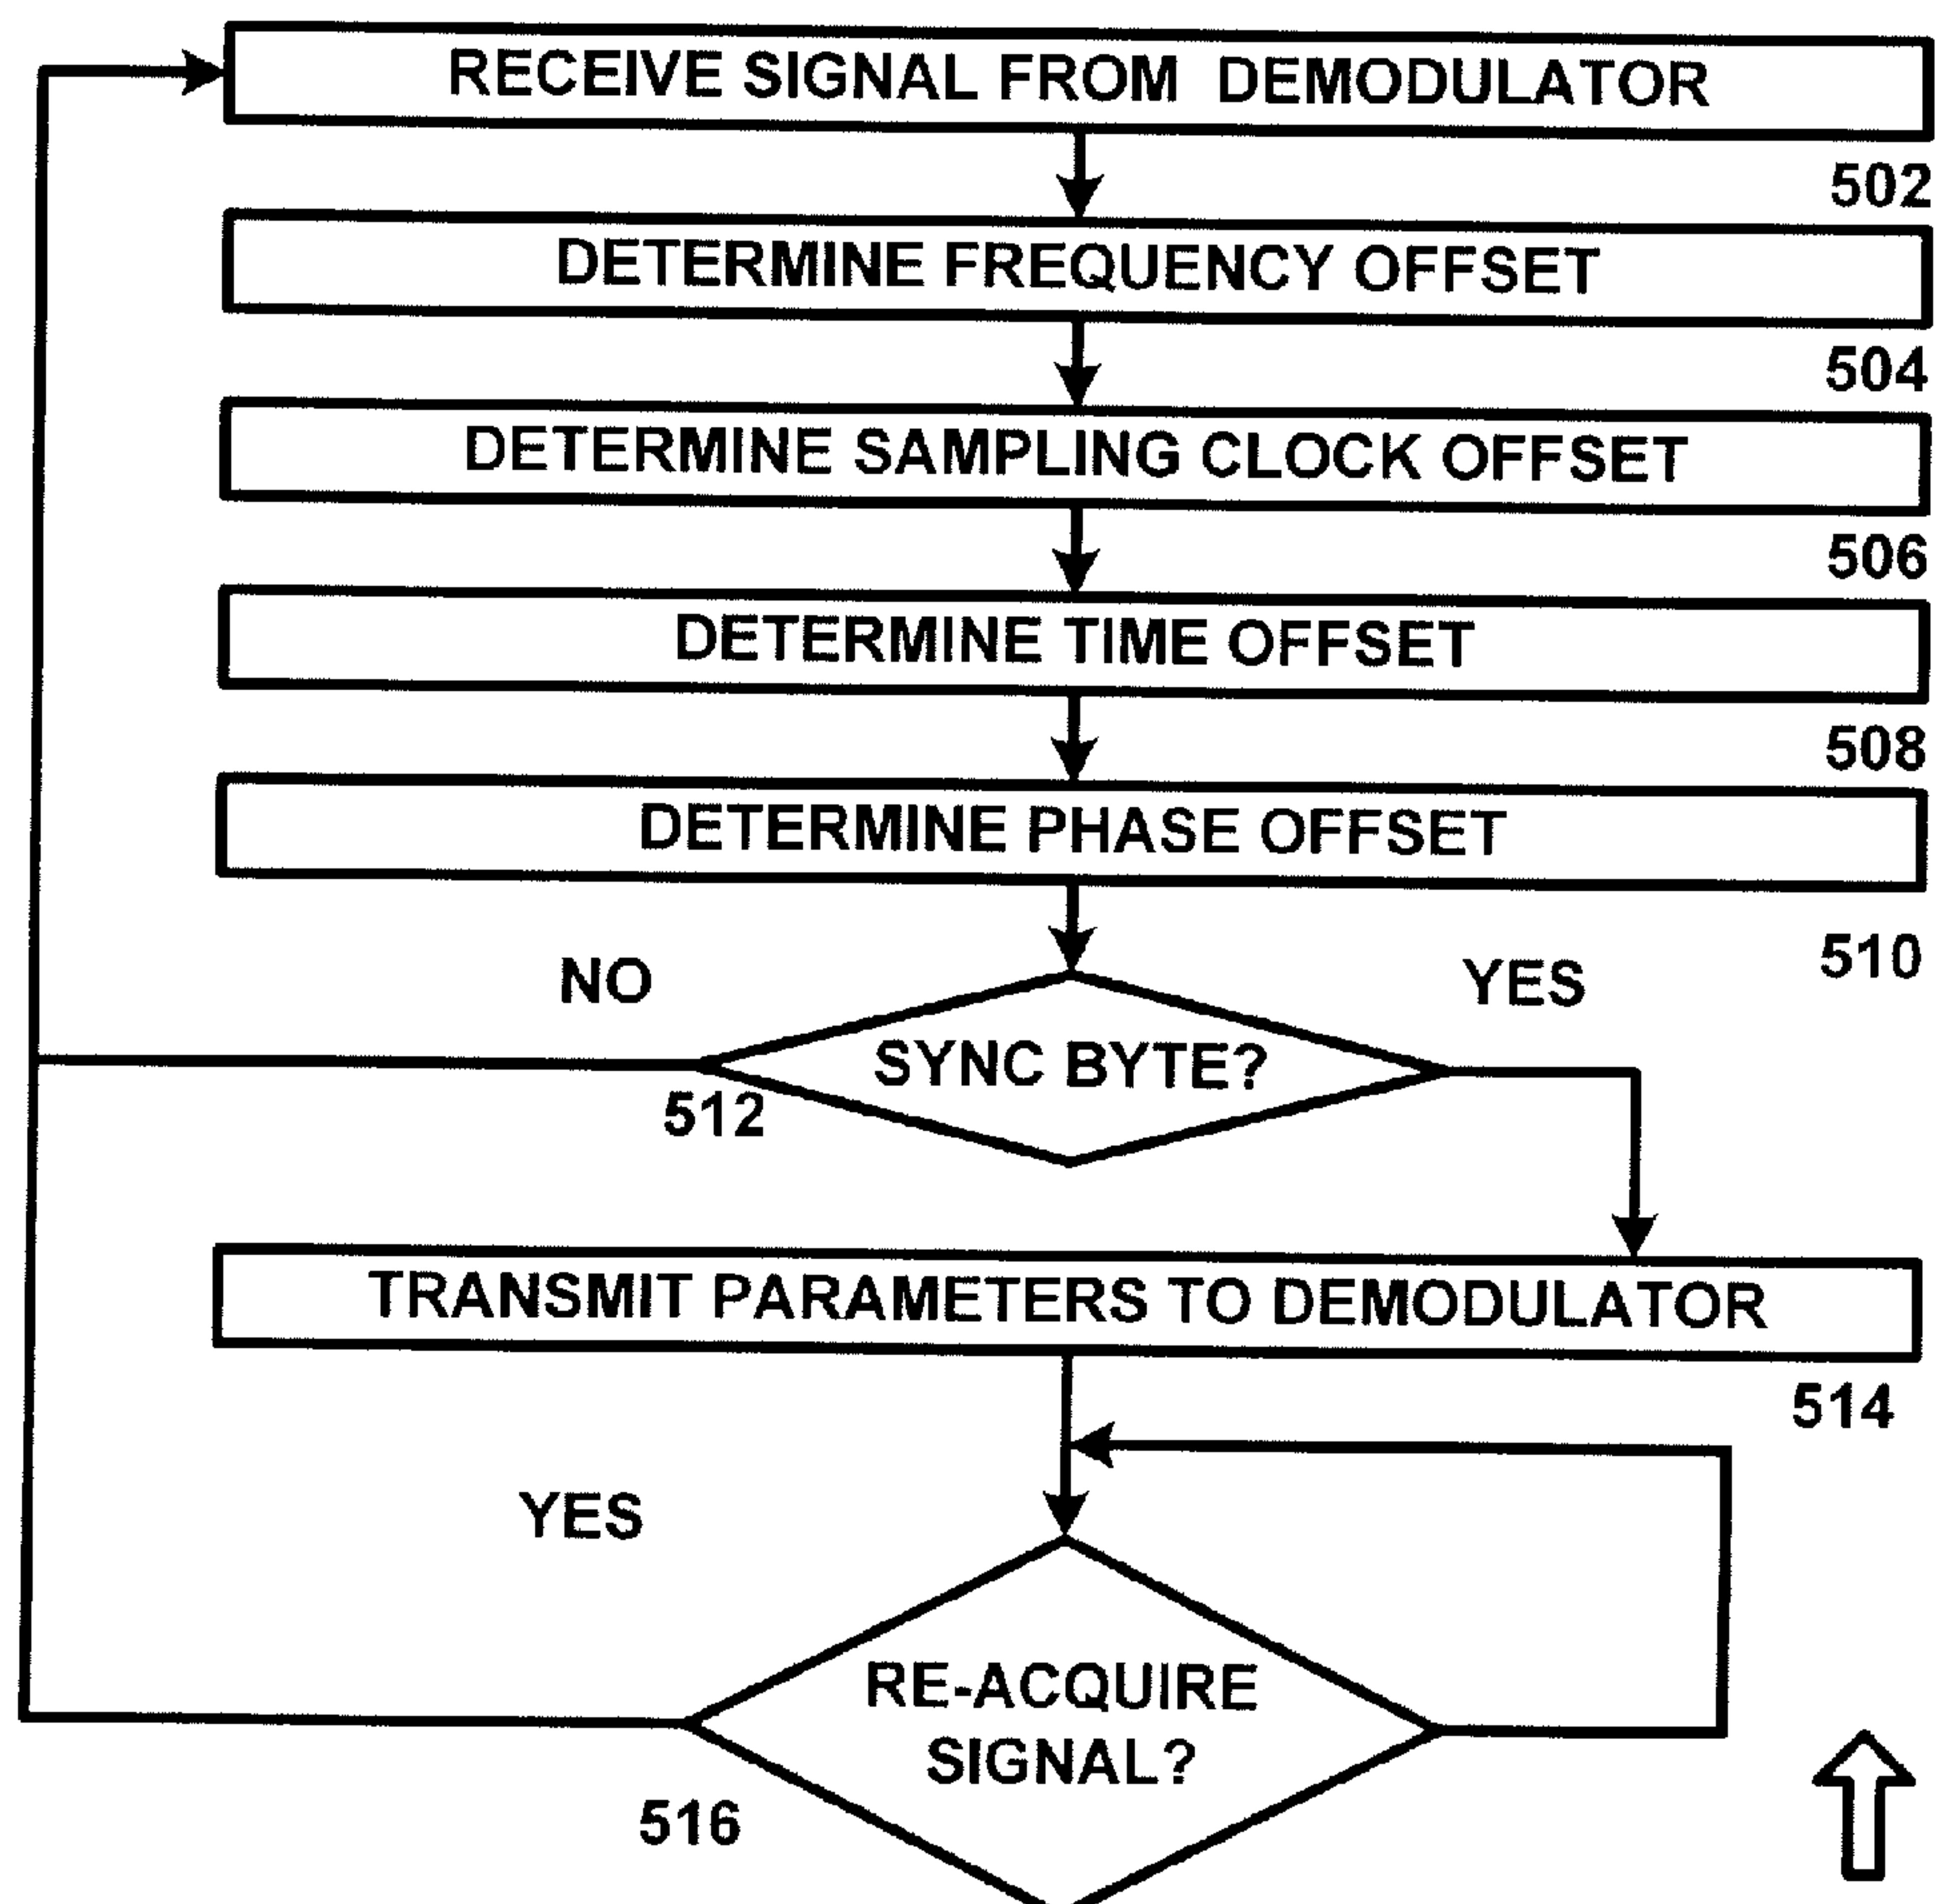 RECEIVE SIGNAL FROM DEMODULATOR
502
DETERMINE FREQUENCY OFFSET
504
DETERMINE SAMPLING CLOCK OFFSET
506
DETERMINE TIME OFFSET
508
DETERMINE PHASE OFFSET
510
NO
YES
SYNC BYTE?
512
TRANSMIT PARAMETERS TO DEMODULATOR
514
YES
RE-ACQUIRE
SIGNAL?
516